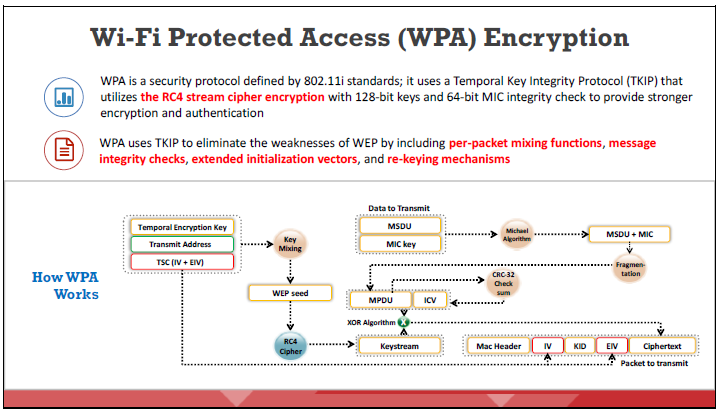 Wi-Fi Protected Access (WPA) Encryption
WPA is a security protocol defined by 802.11i standards; it uses a Temporal Key Integrity Protocol (TKIP) that
utilizes the RC4 stream cipher encryption with 128-bit keys and 64-bit MIC integrity check to provide stronger
encryption and authentication
WPA uses TKIP to eliminate the weaknesses of WEP by including per-packet mixing functions, message
integrity checks, extended initialization vectors, and re-keying mechanisms
How WPA
Works
Temporal Encryption Key
Transmit Address
TSC (IV + EIV)
Key
Mixing
WEP seed
RC4
Cipher
Data to Transmit
MSDU
MIC key
Michael
Algorithm
MSDU + MIC
Fragmen-
tation
CRC-32
Check
sum
MPDU
ICV
XOR Algorithm
X
Keystream
Mac Header
IV
KID
EIV
Ciphertext
Packet to transmit